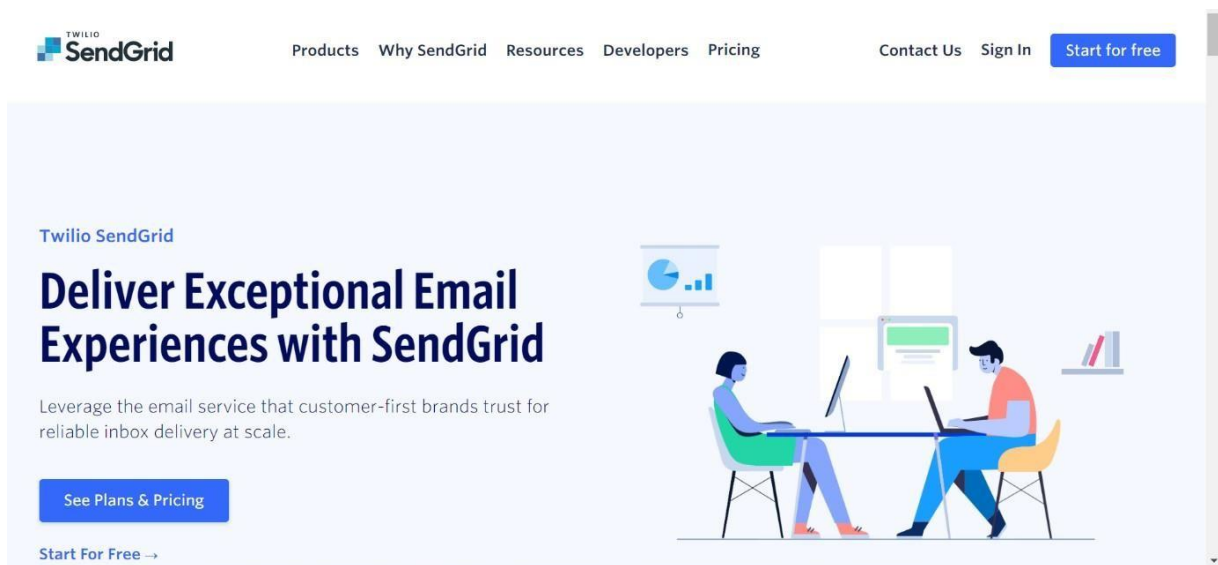 TWILIO
SendGrid
Products Why SendGrid Resources Developers Pricing Contact Us Sign In Start for free
Twilio SendGrid
Deliver Exceptional Email
Experiences with SendGrid
Leverage the email service that customer-first brands trust for
reliable inbox delivery at scale.
See Plans & Pricing
Start For Free →